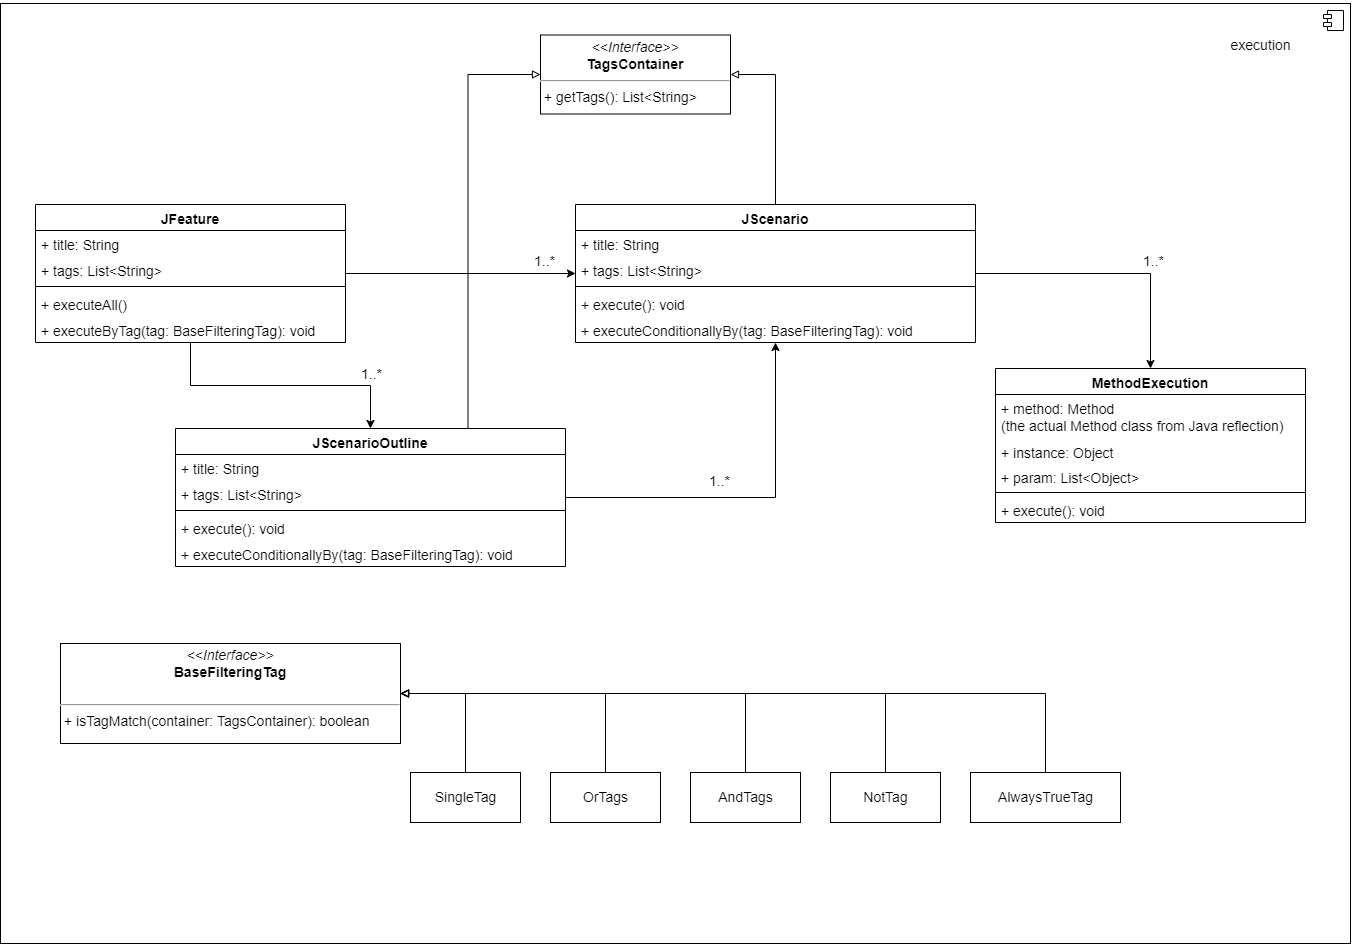 execution
<<Interface>>
TagsContainer
+ getTags(): List<String>
JFeature
+ title: String
+ tags: List<String>
+ executeAll()
+ executeByTag(tag: BaseFilteringTag): void
1..*
JScenario
+ title: String
+ tags: List<String>
+ execute(): void
+ executeConditionallyBy(tag: BaseFilteringTag): void
1..*
MethodExecution
+ method: Method
(the actual Method class from Java reflection)
+ instance: Object
+ param: List<Object>
+ execute(): void
1..*
JScenarioOutline
+ title: String
+ tags: List<String>
+ execute(): void
+ executeConditionallyBy(tag: BaseFilteringTag): void
1..*
<<Interface>>
BaseFilteringTag
+ isTagMatch(container: TagsContainer): boolean
SingleTag
OrTags
AndTags
NotTag
AlwaysTrueTag